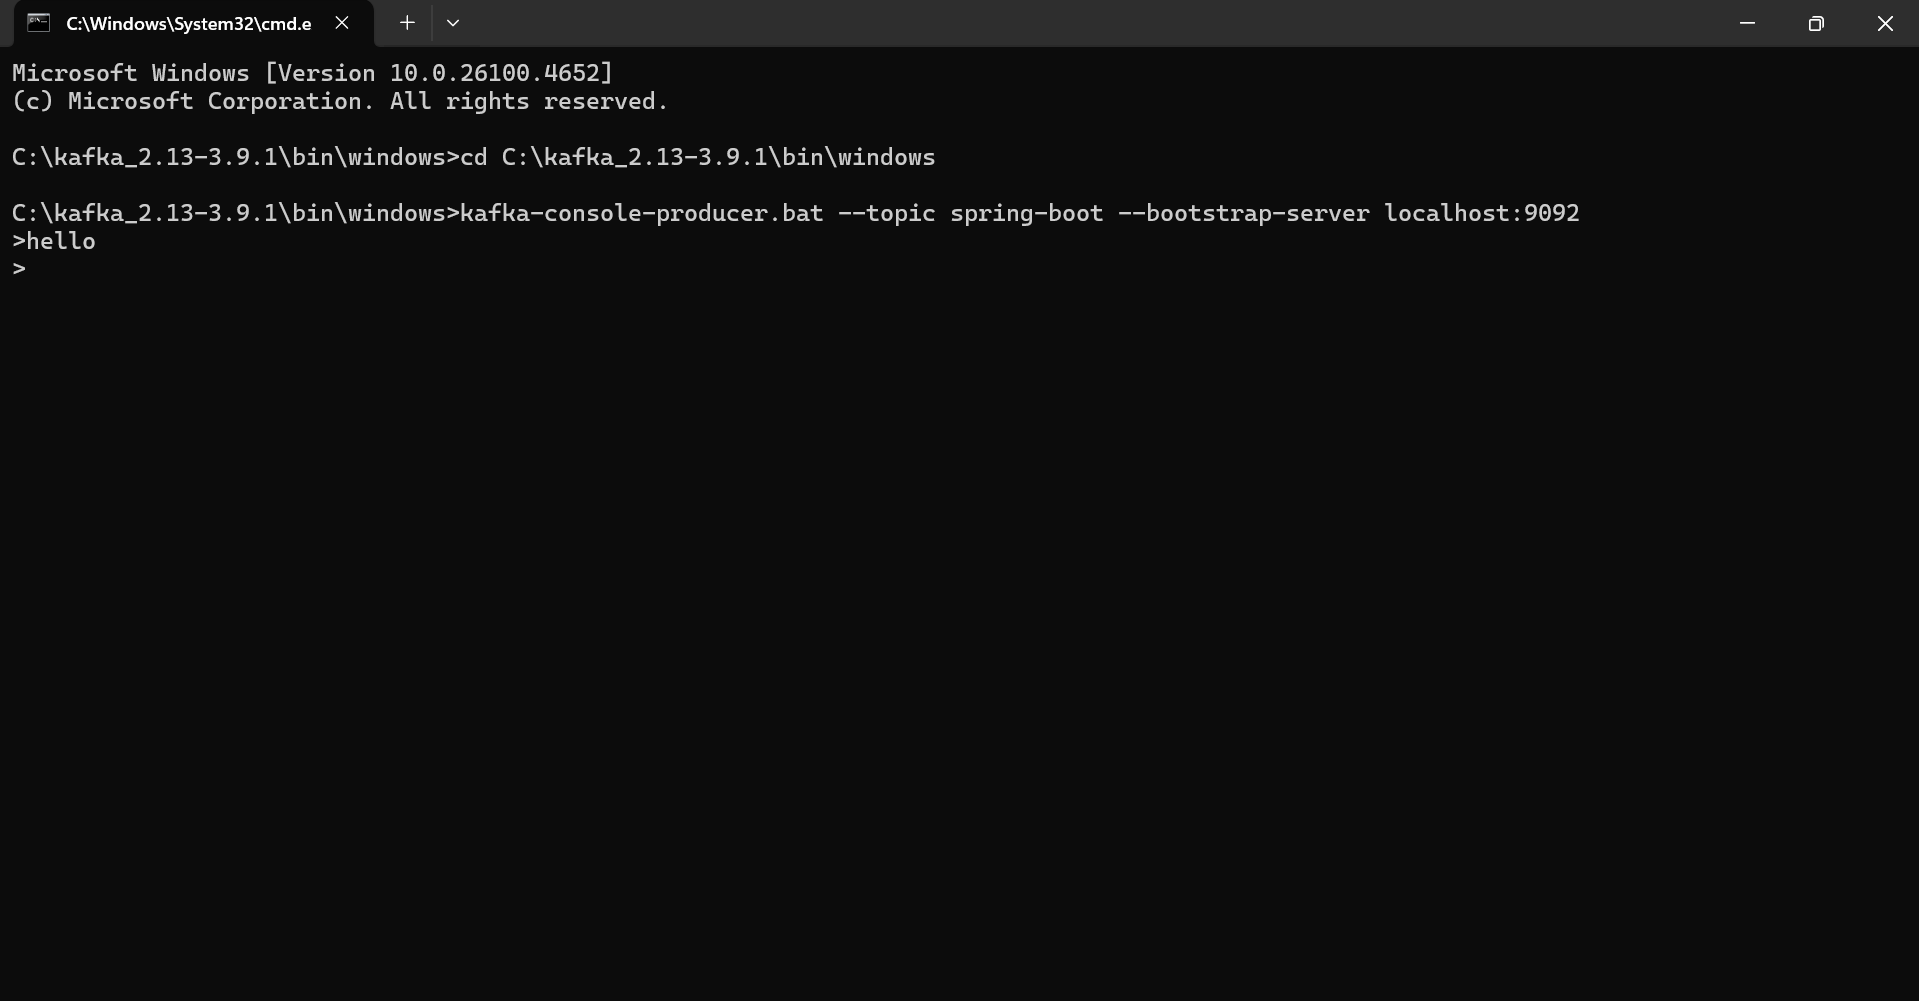 C:\Windows\System32\cmd.e
Microsoft Windows [Version 10.0.26100.4652]
(c) Microsoft Corporation. All rights reserved.
C:\kafka_2.13-3.9.1\bin\windows>cd C:\kafka_2.13-3.9.1\bin\windows
C:\kafka_2.13-3.9.1\bin\windows>kafka-console-producer.bat --topic spring-boot --bootstrap-server localhost:9092
>hello
>